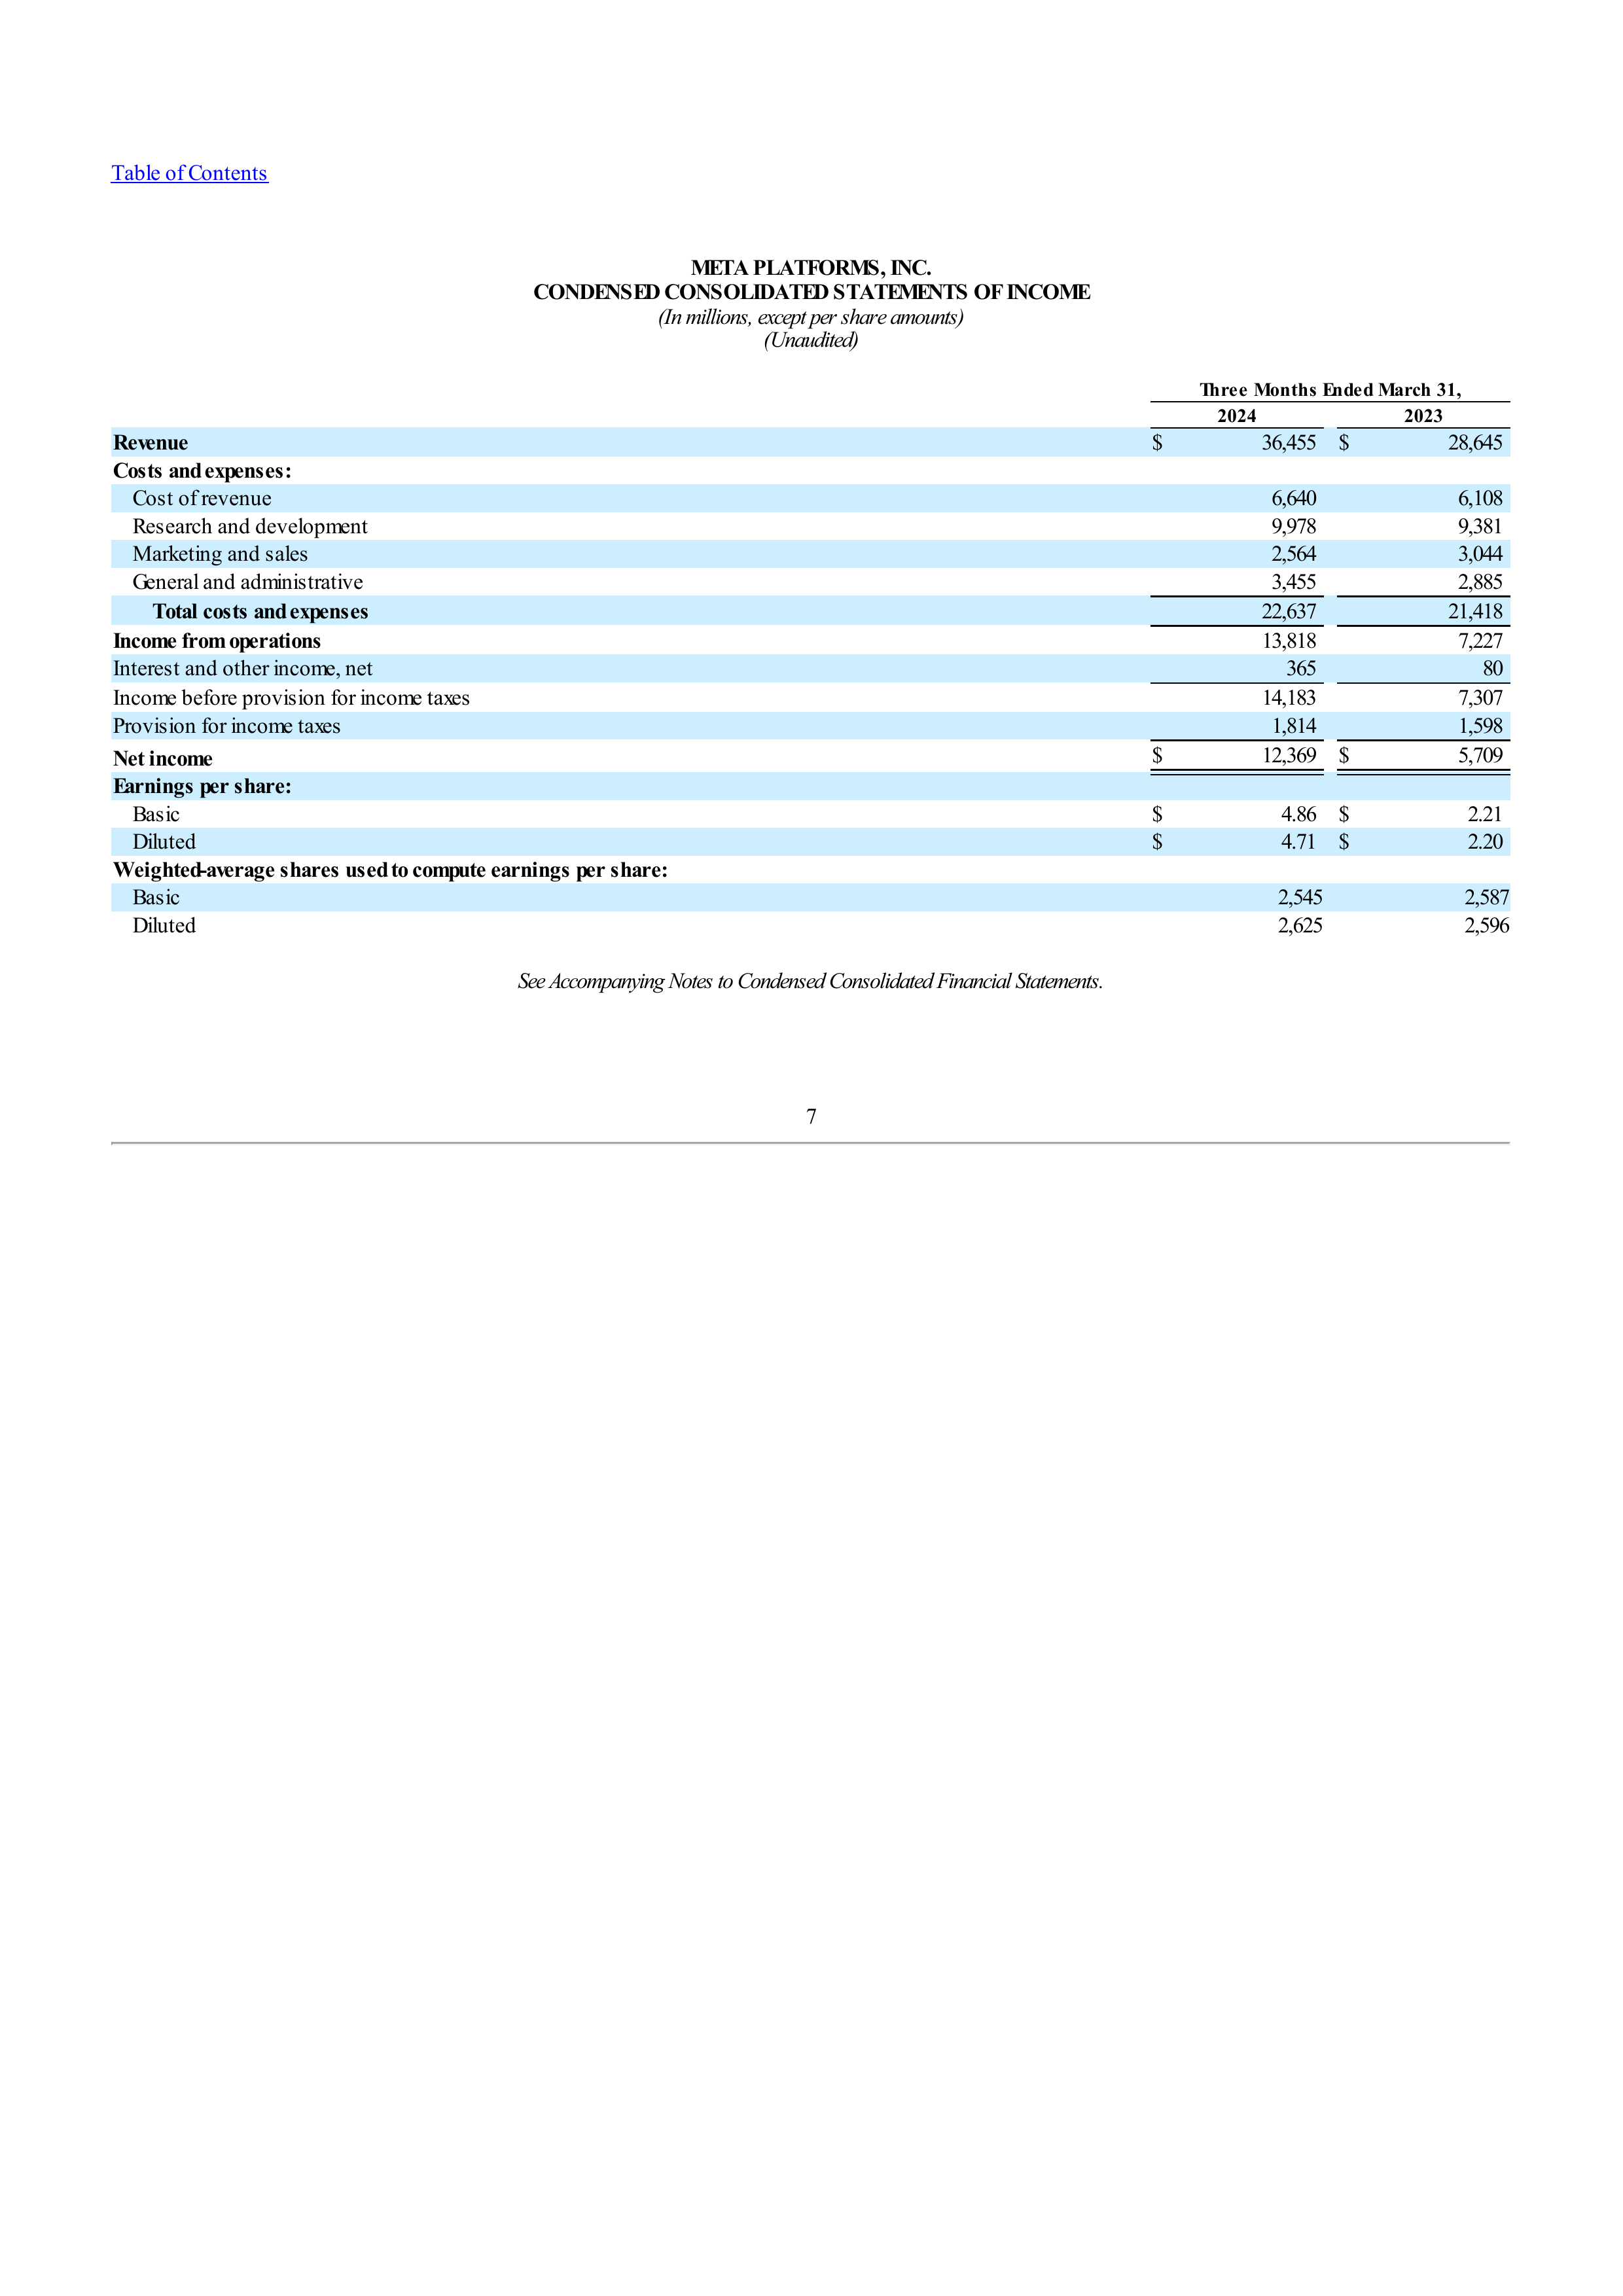 Table of Contents
META PLATFORMS, INC.
CONDENSED CONSOLIDATED STATEMENTS OF INCOME
(In millions, except per share amounts)
(Unaudited)
Three Months Ended March 31,
2024 2023
Revenue $ 36,455 $ 28,645
Costs and expenses:
Cost of revenue 6,640 6,108
Research and development 9,978 9,381
Marketing and sales 2,564 3,044
General and administrative 3,455 2,885
Total costs and expenses 22,637 21,418
Income from operations 13,818 7,227
Interest and other income, net 365 80
Income before provision for income taxes 14,183 7,307
Provision for income taxes 1,814 1,598
Net income $ 12,369 $ 5,709
Earnings per share:
Basic $ 4.86 $ 2.21
Diluted $ 4.71 $ 2.20
Weighted-average shares used to compute earnings per share:
Basic 2,545 2,587
Diluted 2,625 2,596
See Accompanying Notes to Condensed Consolidated Financial Statements.
7